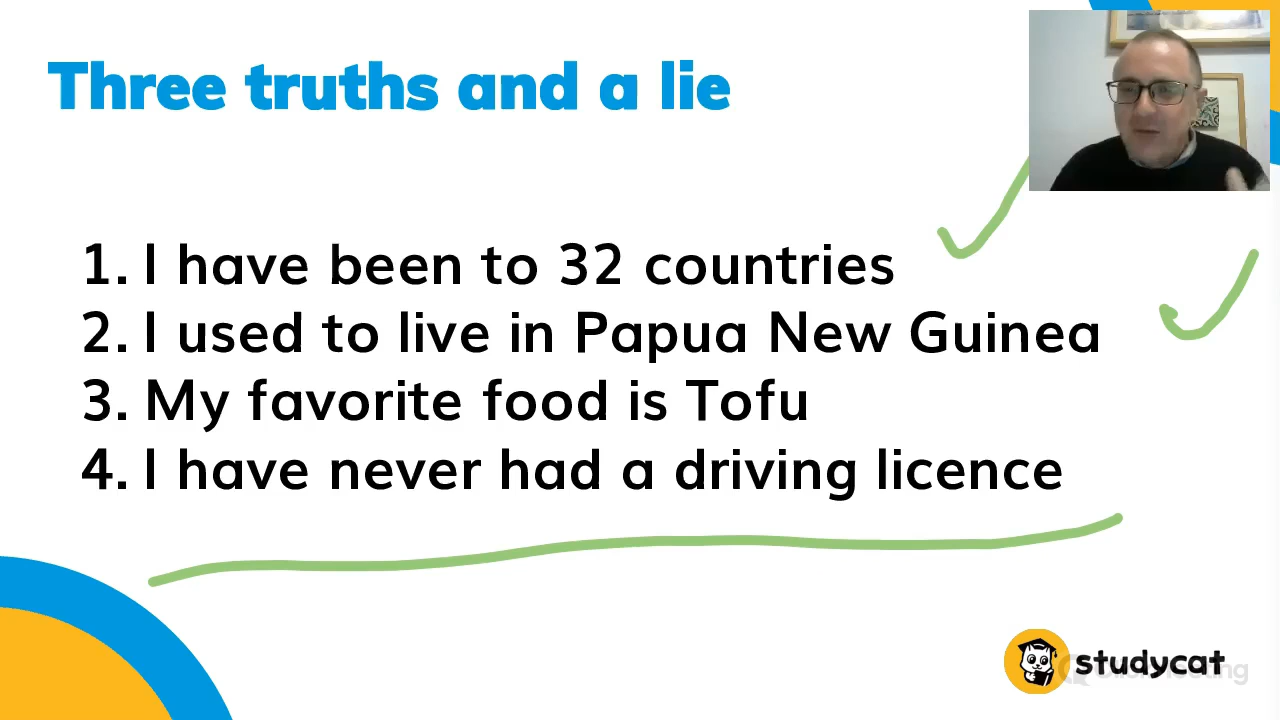 Three truths and a lie
1. I have been to 32 countries
2. I used to live in Papua New Guinea
3. My favorite food is Tofu
4. I have never had a driving licence
studycat